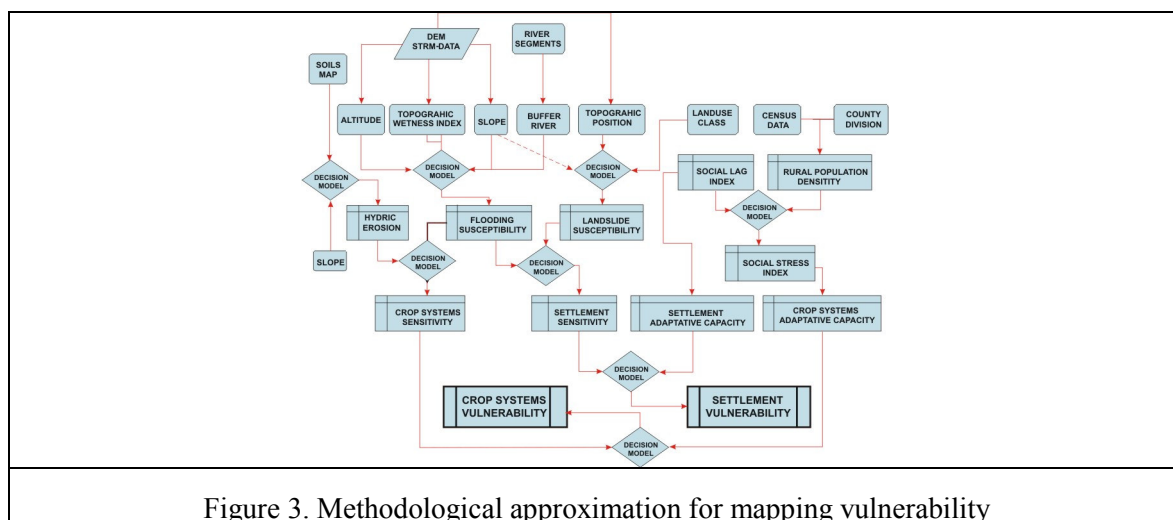 DEM
STRM-DATA
RIVER
SEGMENTS
SOILS
MAP
ALTITUDE
TOPOGRAHIC
WETNESS INDEX
SLOPE
BUFFER
RIVER
TOPOGRAHIC
POSITION
LANDUSE
CLASS
CENSUS
DATA
COUNTY
DIVISION
DECISION
MODEL
DECISION
MODEL
DECISION
MODEL
SOCIAL LAG
INDEX
RURAL POPULATION
DENSITITY
DECISION
MODEL
HYDRIC
EROSION
FLOODING
SUSCEPTIBILITY
LANDSLIDE
SUSCEPTIBILITY
SLOPE
DECISION
MODEL
DECISION
MODEL
SOCIAL STRESS
INDEX
CROP SYSTEMS
SENSITIVITY
SETTLEMENT
SENSITIVITY
SETTLEMENT
ADAPTATIVE CAPACITY
CROP SYSTEMS
ADAPTATIVE CAPACITY
DECISION
MODEL
CROP SYSTEMS
VULNERABILITY
SETTLEMENT
VULNERABILITY
DECISION
MODEL
Figure 3. Methodological approximation for mapping vulnerability